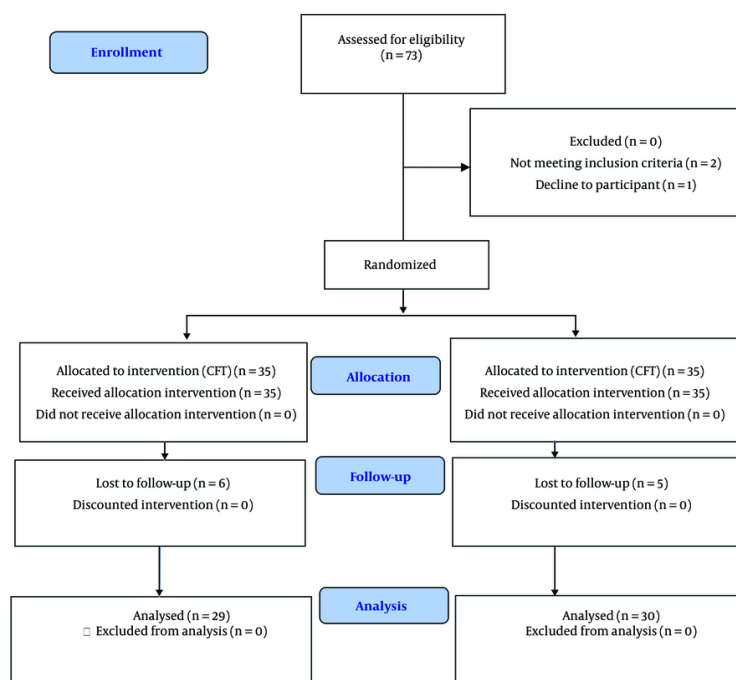 Enrollment
Assessed for eligibility
(n = 73)
Excluded (n = 0)
Not meeting inclusion criteria (n = 2)
Decline to participant (n = 1)
Randomized
Allocated to intervention (CFT) (n = 35)
Received allocation intervention (n = 35)
Did not receive allocation intervention (n = 0)
Allocation
Allocated to intervention (CFT) (n = 35)
Received allocation intervention (n = 35)
Did not receive allocation intervention (n = 0)
Lost to follow-up (n = 6)
Discounted intervention (n = 0)
Follow-up
Lost to follow-up (n = 5)
Discounted intervention (n = 0)
Analysed (n = 29)
Excluded from analysis (n = 0)
Analysis
Analysed (n = 30)
Excluded from analysis (n = 0)